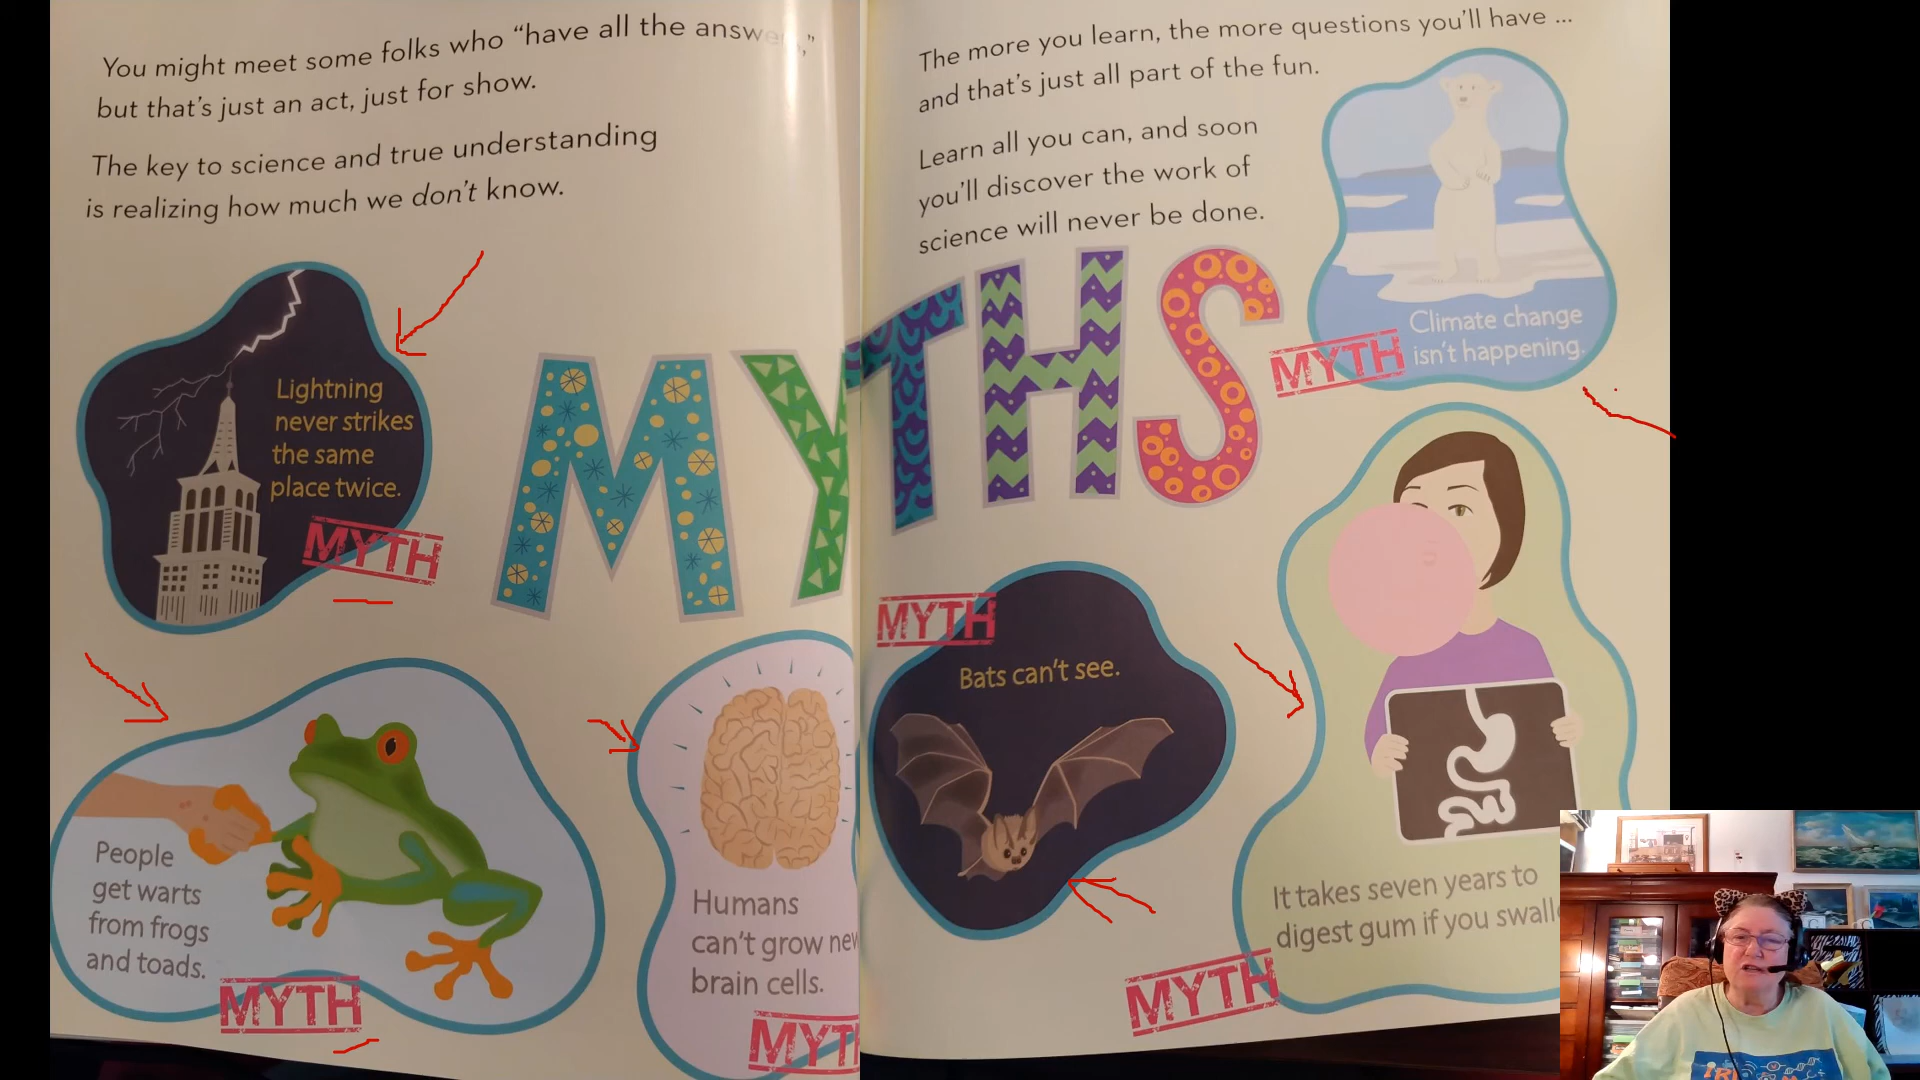 You might meet some folks who “have all the answers,”
but that’s just an act, just for show.
The key to science and true understanding
is realizing how much we don’t know.
Lightning
never strikes
the same
place twice.
MYTH
People
get warts
from frogs
and toads.
MYTH
Humans
can’t grow new
brain cells.
MYTH
MYTHS
The more you learn, the more questions you’ll have ...
and that’s just all part of the fun.
Learn all you can, and soon
you’ll discover the work of
science will never be done.
Climate change
isn’t happening.
MYTH
MYTH
Bats can’t see.
It takes seven years to
digest gum if you swall
MYTH